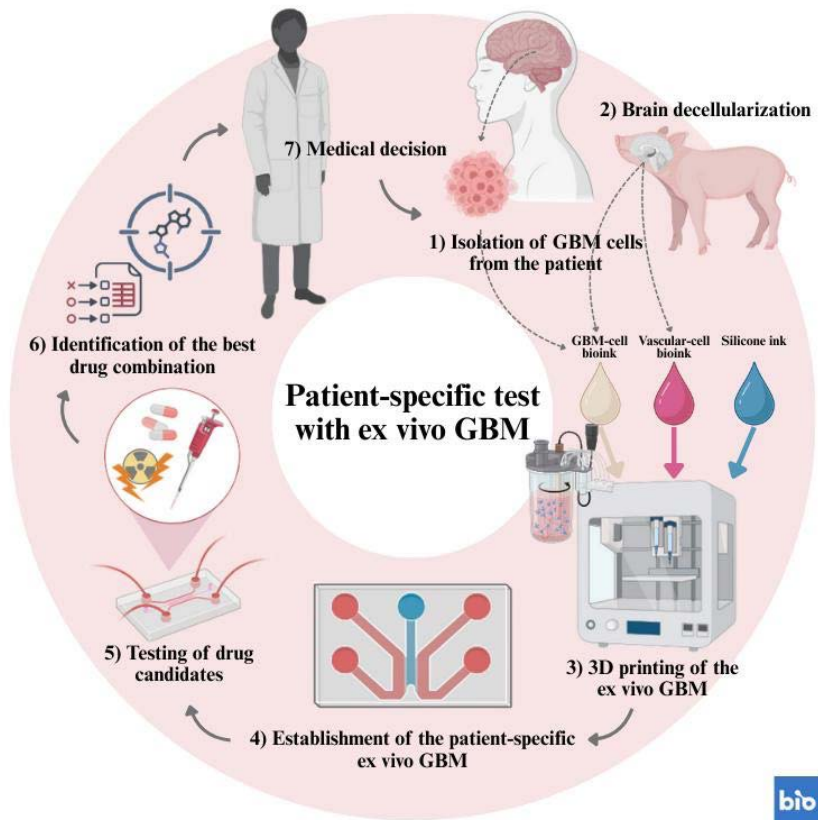 Patient-specific test
with ex vivo GBM
1) Isolation of GBM cells
from the patient
2) Brain decellularization
GBM-cell
bioink
Vascular-cell
bioink
Silicone ink
3) 3D printing of the
ex vivo GBM
4) Establishment of the patient-specific
ex vivo GBM
5) Testing of drug
candidates
6) Identification of the best
drug combination
7) Medical decision
bio